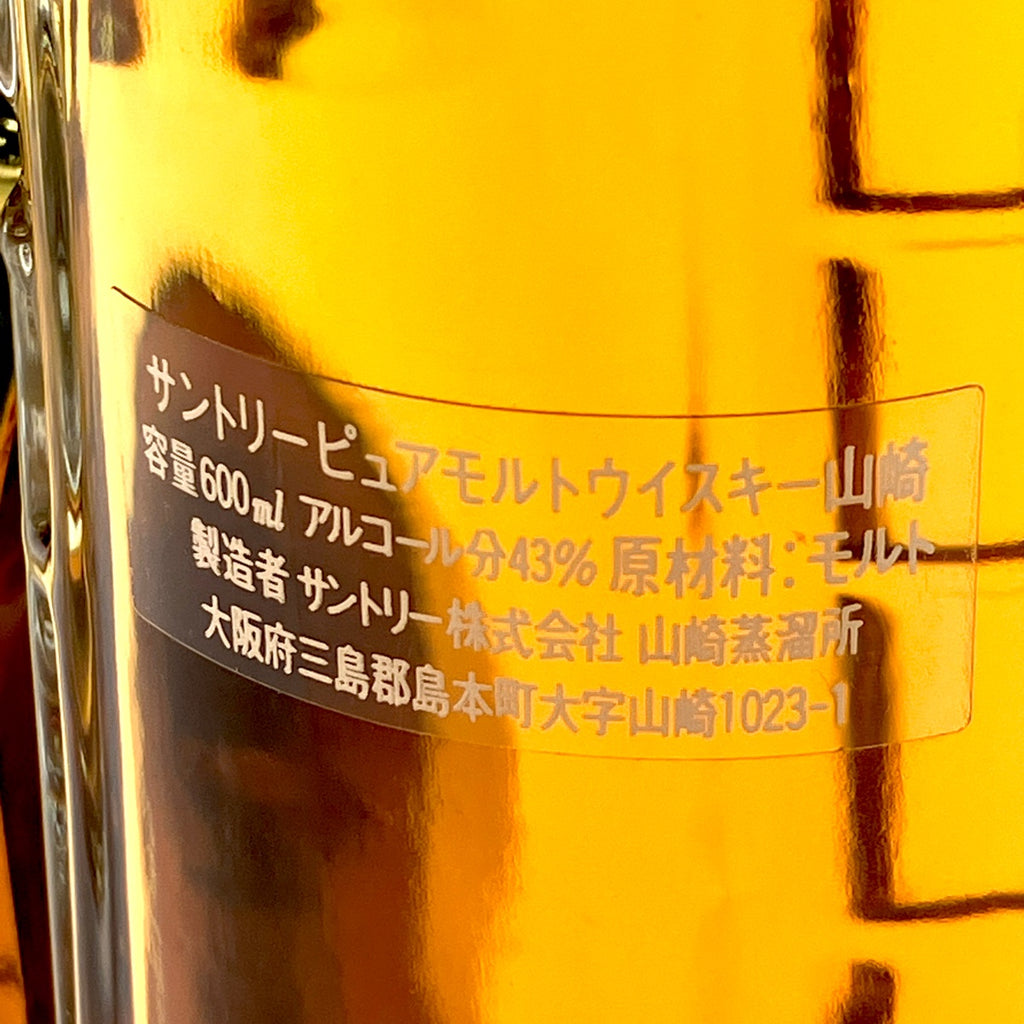 サントリーピュアモルトウイスキー山崎
容量600ml アルコール分43% 原材料:モルト
製造者 サントリー株式会社 山崎蒸溜所
大阪府三島郡島本町大字山崎1023-1